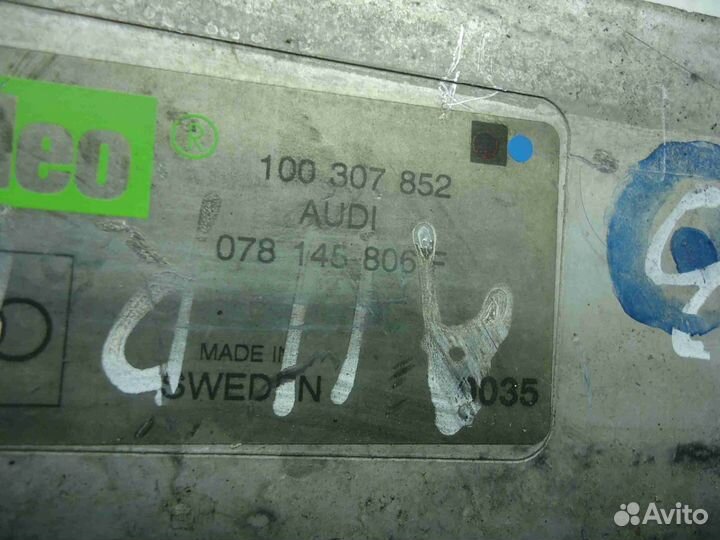 leo ®
100 307 852
AUDI
078 145 806 F
MADE IN
SWEDEN
0035
Avito